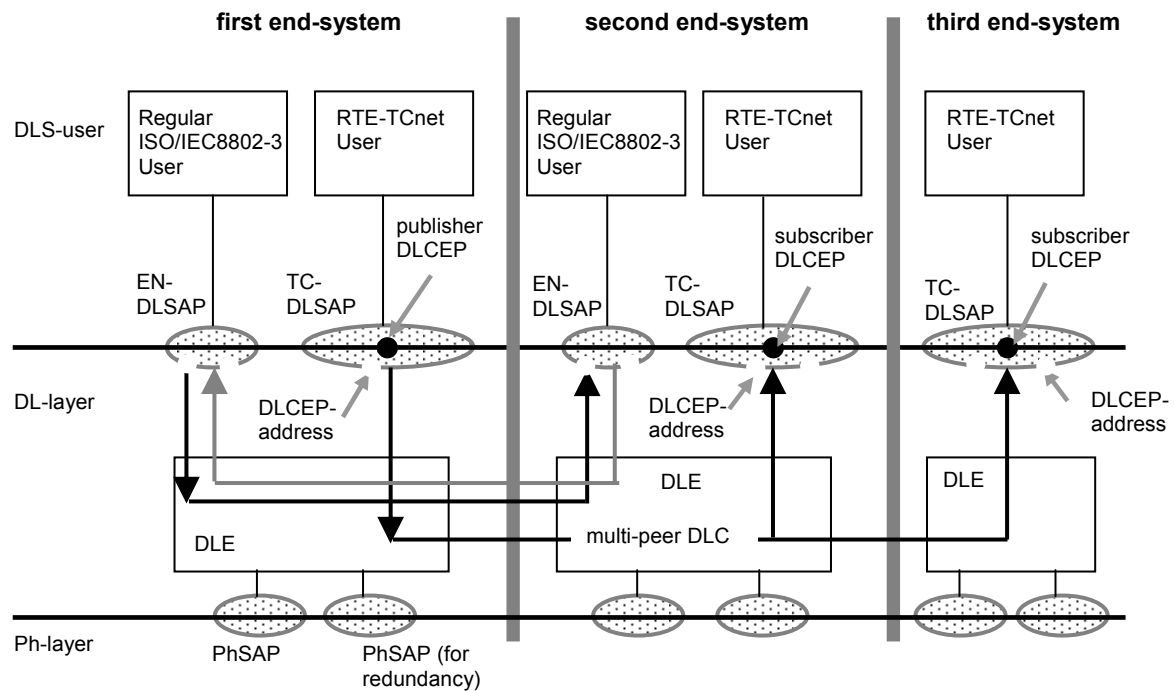 first end-system
second end-system
third end-system
DLS-user
Regular
ISO/IEC8802-3
User
RTE-TCnet
User
Regular
ISO/IEC8802-3
User
RTE-TCnet
User
RTE-TCnet
User
publisher
DLCEP
subscriber
DLCEP
subscriber
DLCEP
EN-
DLSAP
TC-
DLSAP
EN-
DLSAP
TC-
DLSAP
TC-
DLSAP
DL-layer
DLCEP-
address
DLCEP-
address
DLCEP-
address
DLE
DLE
DLE
multi-peer DLC
Ph-layer
PhSAP
PhSAP (for
redundancy)